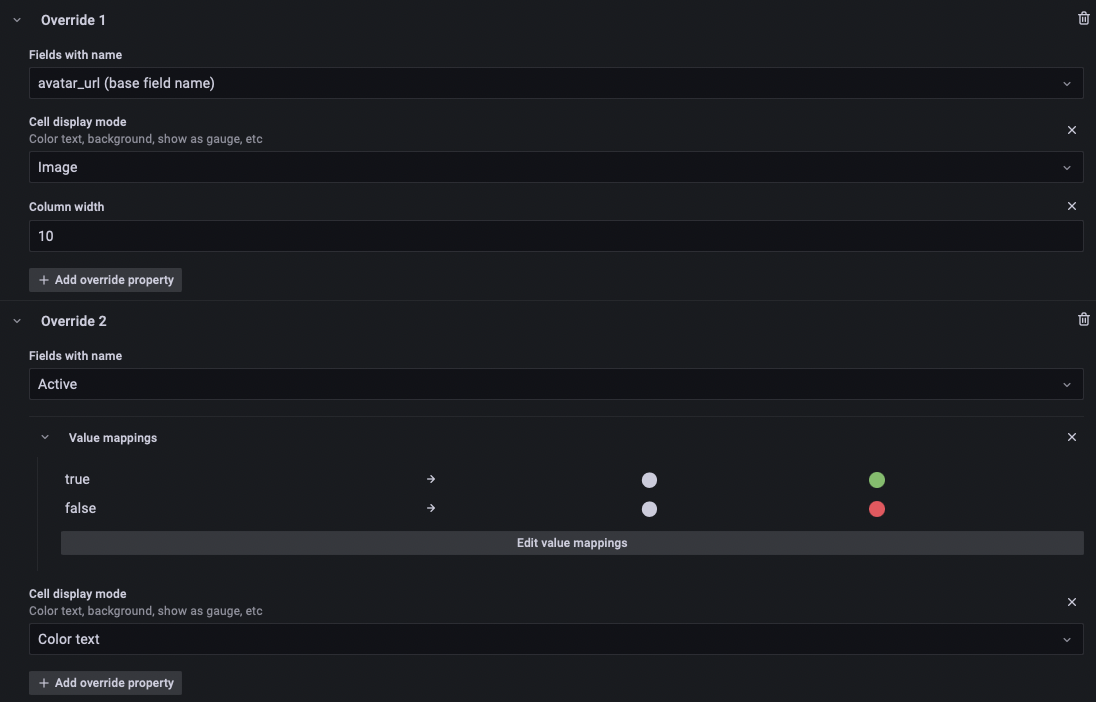 Override 1
Fields with name
avatar_url (base field name)
Cell display mode
Color text, background, show as gauge, etc
Image
Column width
10
Add override property
Override 2
Fields with name
Active
Value mappings
true
false
Edit value mappings
Cell display mode
Color text, background, show as gauge, etc
Color text
Add override property